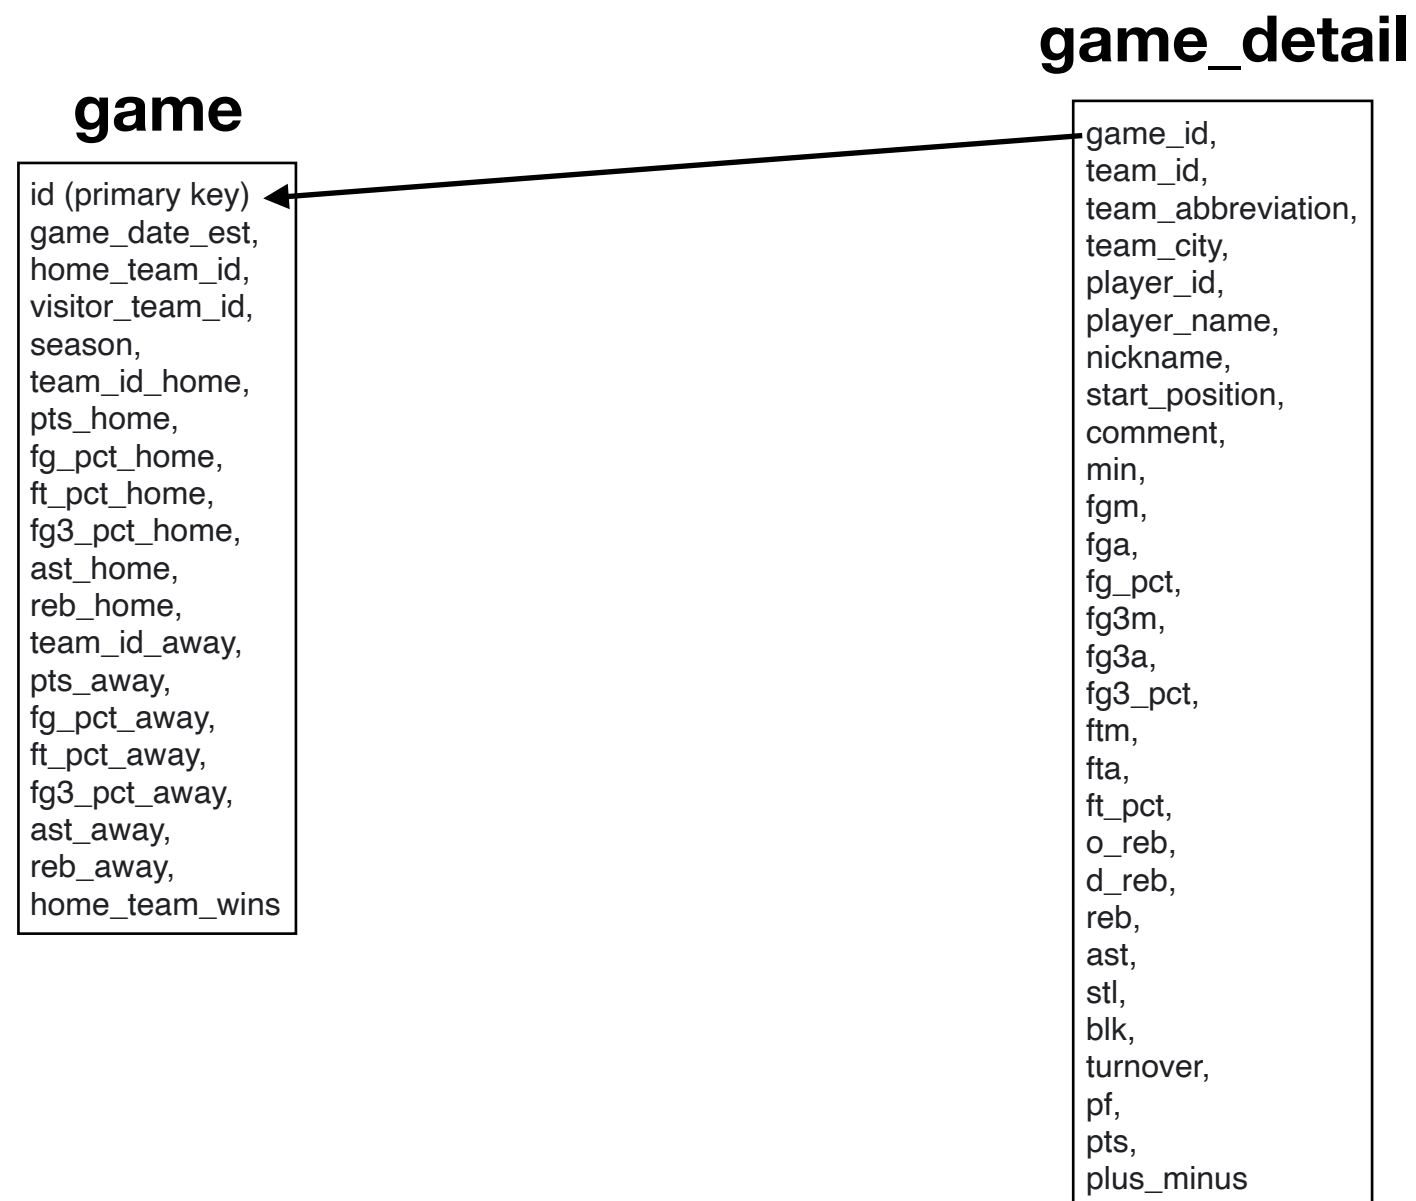 game_detail
game
id (primary key)
game_date_est,
home_team_id,
visitor_team_id,
season,
team_id_home,
pts_home,
fg_pct_home,
ft_pct_home,
fg3_pct_home,
ast_home,
reb_home,
team_id_away,
pts_away,
fg_pct_away,
ft_pct_away,
fg3_pct_away,
ast_away,
reb_away,
home_team_wins
game_id,
team_id,
team_abbreviation,
team_city,
player_id,
player_name,
nickname,
start_position,
comment,
min,
fgm,
fga,
fg_pct,
fg3m,
fg3a,
fg3_pct,
ftm,
fta,
ft_pct,
o_reb,
d_reb,
reb,
ast,
stl,
blk,
turnover,
pf,
pts,
plus_minus